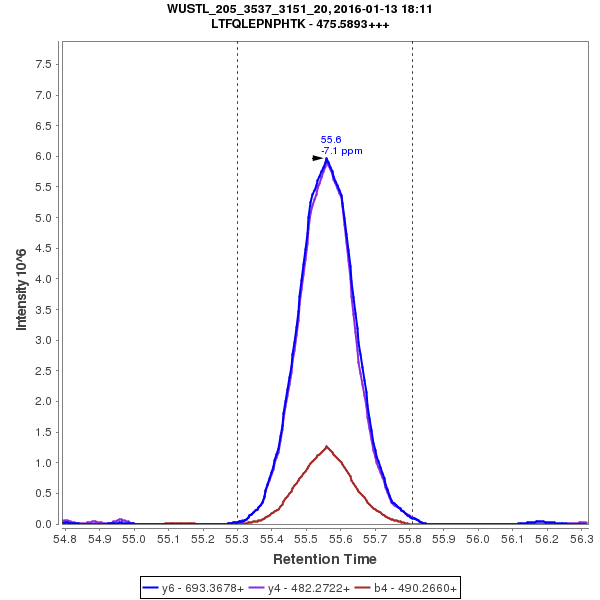 WUSTL_205_3537_3151_20, 2016-01-13 18:11
LTFQLEPNPHTK - 475.5893+++
55.6
-7.1 ppm
Intensity 10^6
7.5
7.0
6.5
6.0
5.5
5.0
4.5
4.0
3.5
3.0
2.5
2.0
1.5
1.0
0.5
0.0
54.8 54.9 55.0 55.1 55.2 55.3 55.4 55.5 55.6 55.7 55.8 55.9 56.0 56.1 56.2 56.3
Retention Time
y6 - 693.3678+ y4 - 482.2722+ b4 - 490.2660+